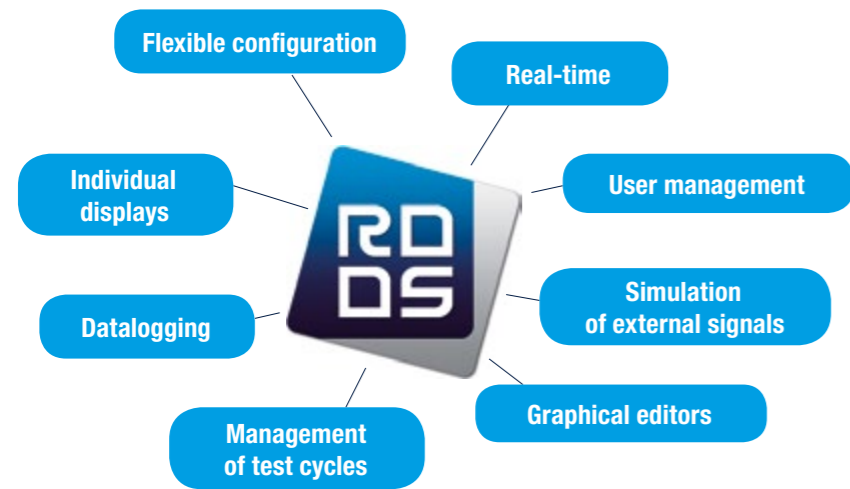 Flexible configuration
Real-time
Individual
displays
User management
RD
DS
Simulation
of external signals
Datalogging
Graphical editors
Management
of test cycles